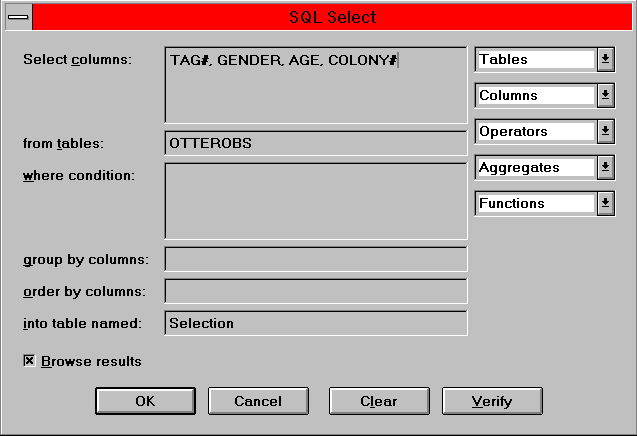 SQL Select
Select columns: TAG#, GENDER, AGE, COLONY# Tables
Columns
Operators
from tables: OTTEROBS
where condition: Aggregates
Functions
group by columns:
order by columns:
into table named: Selection
Browse results
OK Cancel Clear Verify